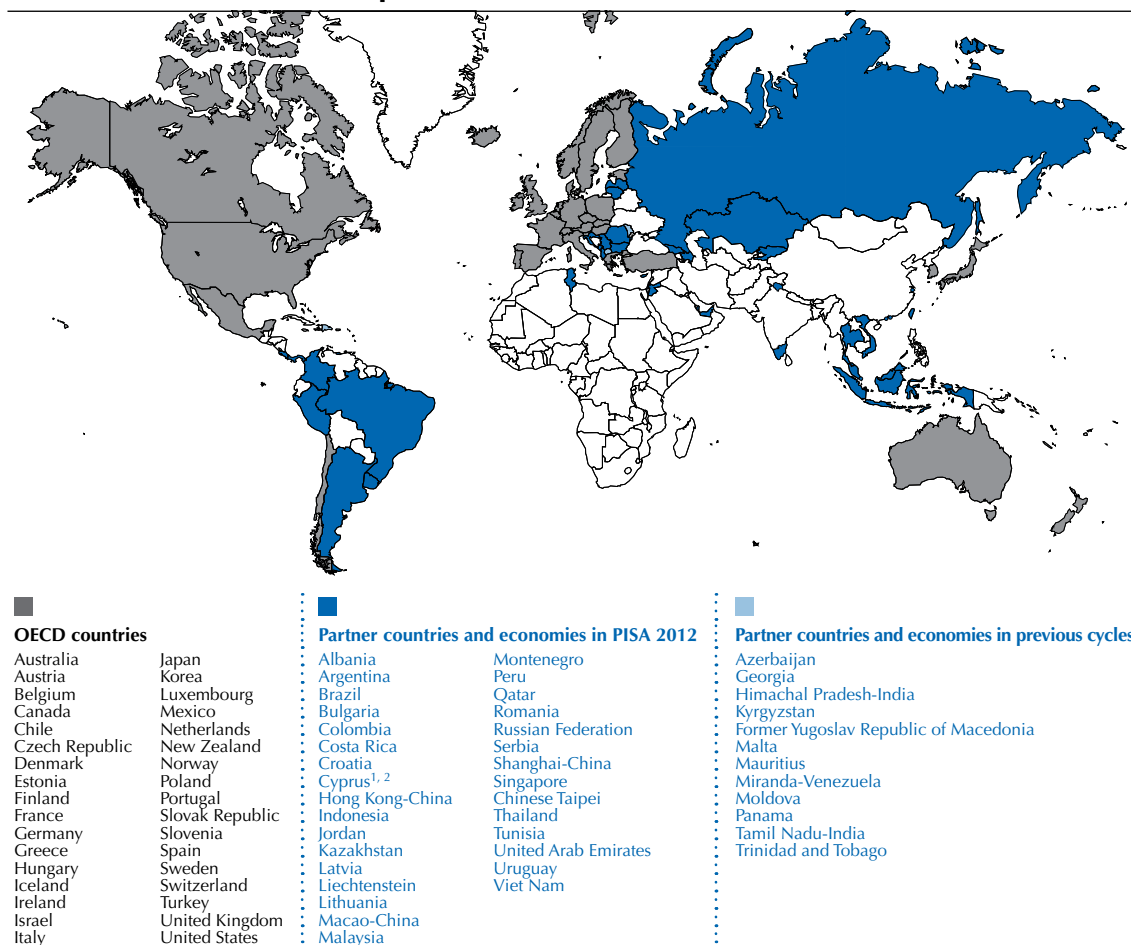 OECD countries
Australia
Austria
Belgium
Canada
Chile
Czech Republic
Denmark
Estonia
Finland
France
Germany
Greece
Hungary
Iceland
Ireland
Israel
Italy
Japan
Korea
Luxembourg
Mexico
Netherlands
New Zealand
Norway
Poland
Portugal
Slovak Republic
Slovenia
Spain
Sweden
Switzerland
Turkey
United Kingdom
United States
Partner countries and economies in PISA 2012
Albania
Argentina
Brazil
Bulgaria
Colombia
Costa Rica
Croatia
Cyprus1, 2
Hong Kong-China
Indonesia
Jordan
Kazakhstan
Latvia
Liechtenstein
Lithuania
Macao-China
Malaysia
Montenegro
Peru
Qatar
Romania
Russian Federation
Serbia
Shanghai-China
Singapore
Chinese Taipei
Thailand
Tunisia
United Arab Emirates
Uruguay
Viet Nam
Partner countries and economies in previous cycles
Azerbaijan
Georgia
Himachal Pradesh-India
Kyrgyzstan
Former Yugoslav Republic of Macedonia
Malta
Mauritius
Miranda-Venezuela
Moldova
Panama
Tamil Nadu-India
Trinidad and Tobago